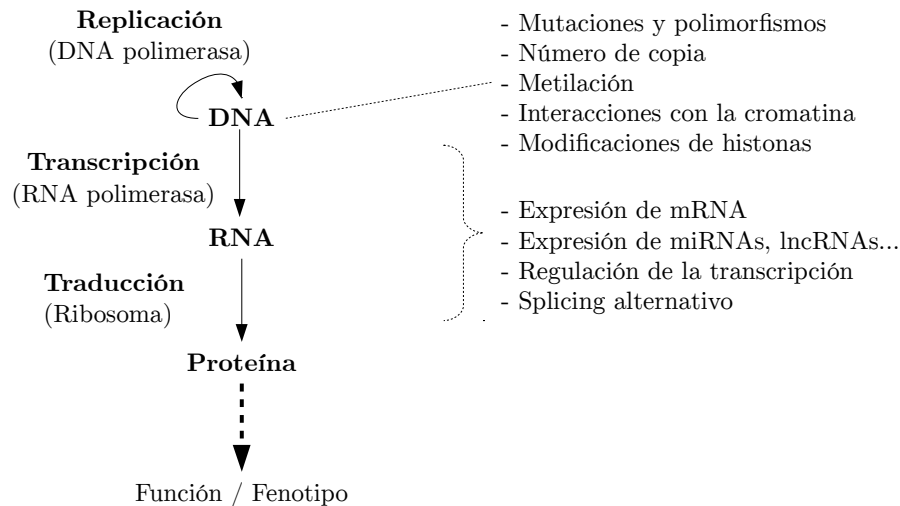 Replicación
(DNA polimerasa)
DNA
Transcripción
(RNA polimerasa)
RNA
Traducción
(Ribosoma)
Proteína
Función / Fenotipo
- Mutaciones y polimorfismos
- Número de copia
- Metilación
- Interacciones con la cromatina
- Modificaciones de histonas
- Expresión de mRNA
- Expresión de miRNAs, lncRNAs...
- Regulación de la transcripción
- Splicing alternativo